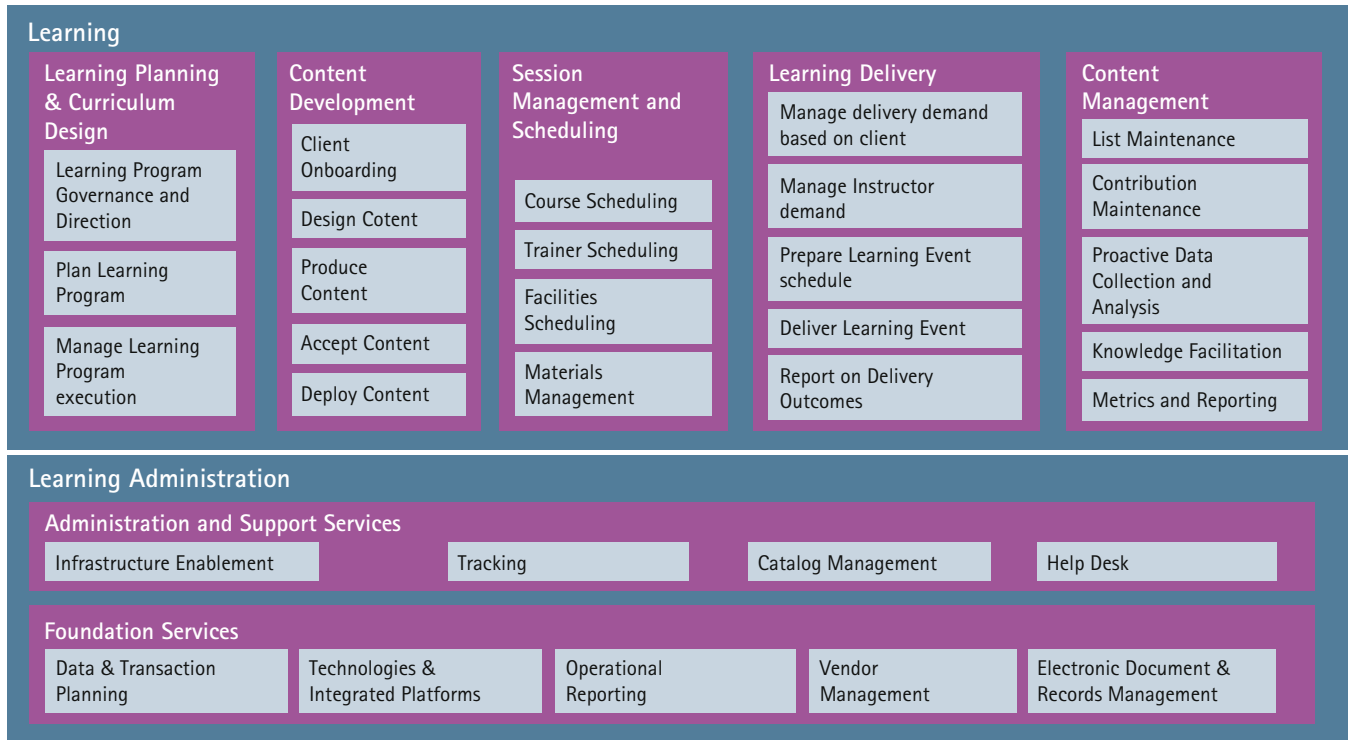 Learning
Learning Planning
& Curriculum
Design
Learning Program
Governance and
Direction
Plan Learning
Program
Manage Learning
Program
execution
Content
Development
Client
Onboarding
Design Cotent
Produce
Content
Accept Content
Deploy Content
Session
Management and
Scheduling
Course Scheduling
Trainer Scheduling
Facilities
Scheduling
Materials
Management
Learning Delivery
Manage delivery demand
based on client
Manage Instructor
demand
Prepare Learning Event
schedule
Deliver Learning Event
Report on Delivery
Outcomes
Content
Management
List Maintenance
Contribution
Maintenance
Proactive Data
Collection and
Analysis
Knowledge Facilitation
Metrics and Reporting
Learning Administration
Administration and Support Services
Infrastructure Enablement
Tracking
Catalog Management
Help Desk
Foundation Services
Data & Transaction
Planning
Technologies &
Integrated Platforms
Operational
Reporting
Vendor
Management
Electronic Document &
Records Management